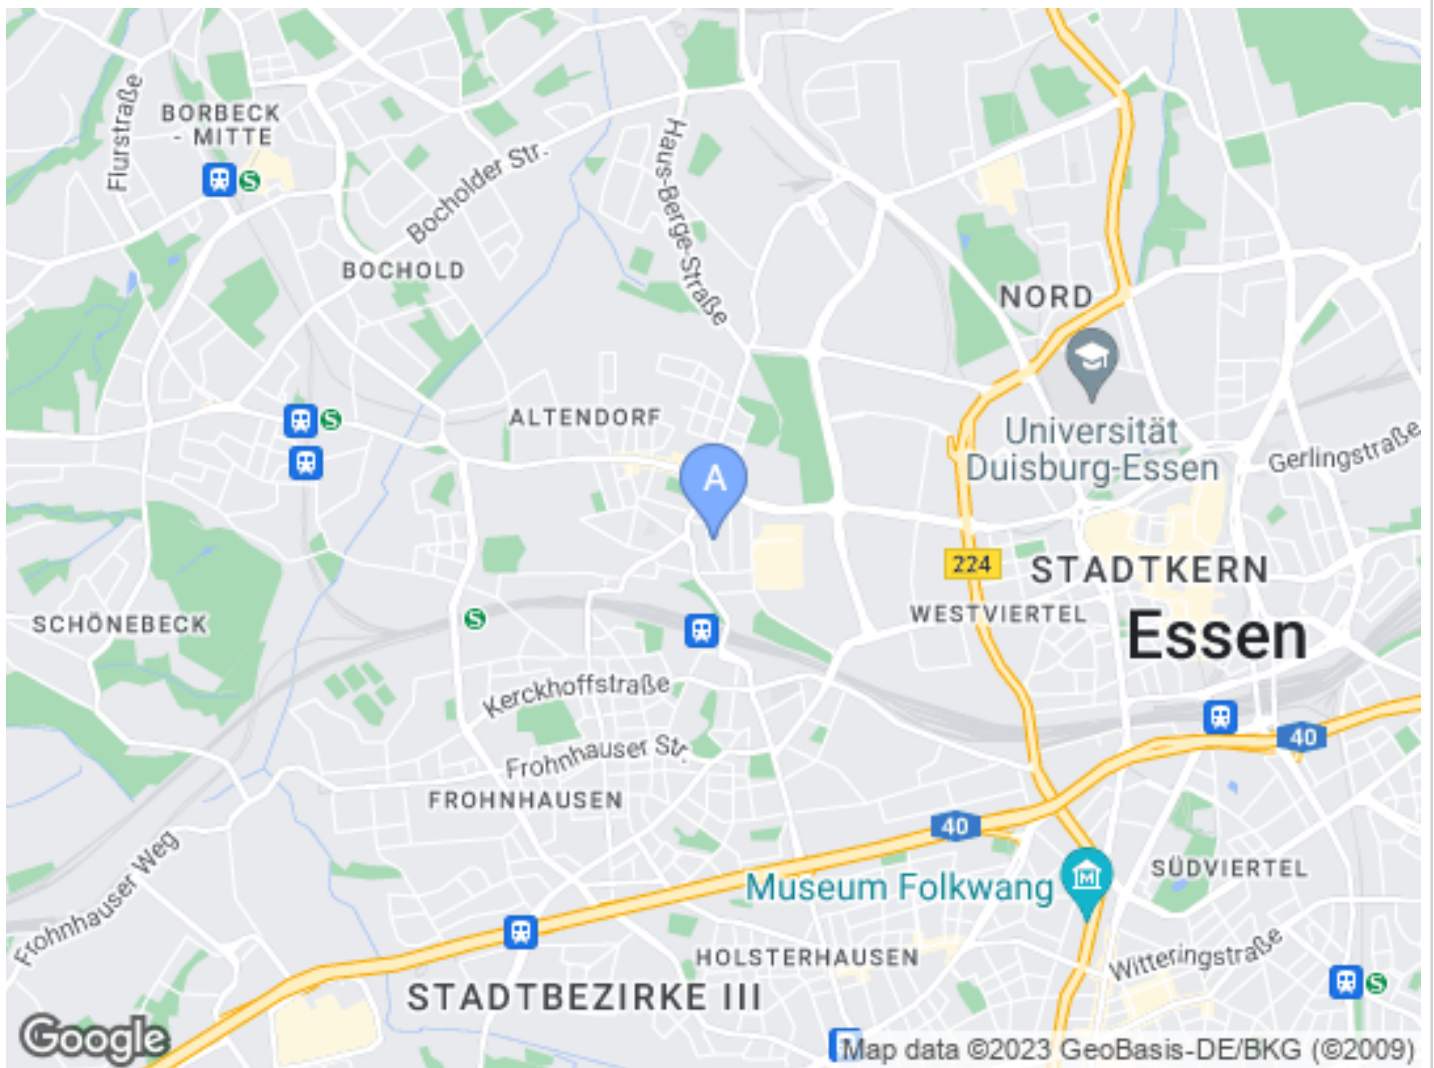 Flurstraße
BORBECK
- MITTE
S
Bocholder Str.
Haus-Berge-Straße
BOCHOLD
NORD
S
ALTENDORF
Universität
Duisburg-Essen
Gerlingstraße
A
224
STADTKERN
SCHÖNEBECK
S
WESTVIERTEL
Essen
Kerckhoffstraße
Frohnhauser Str.
40
FROHNHAUSEN
40
Frohnhauser Weg
Museum Folkwang
M
SÜDVIERTEL
HOLSTERHAUSEN
Witteringstraße
STADTBEZIRKE III
S
Google
Map data ©2023 GeoBasis-DE/BKG (©2009)